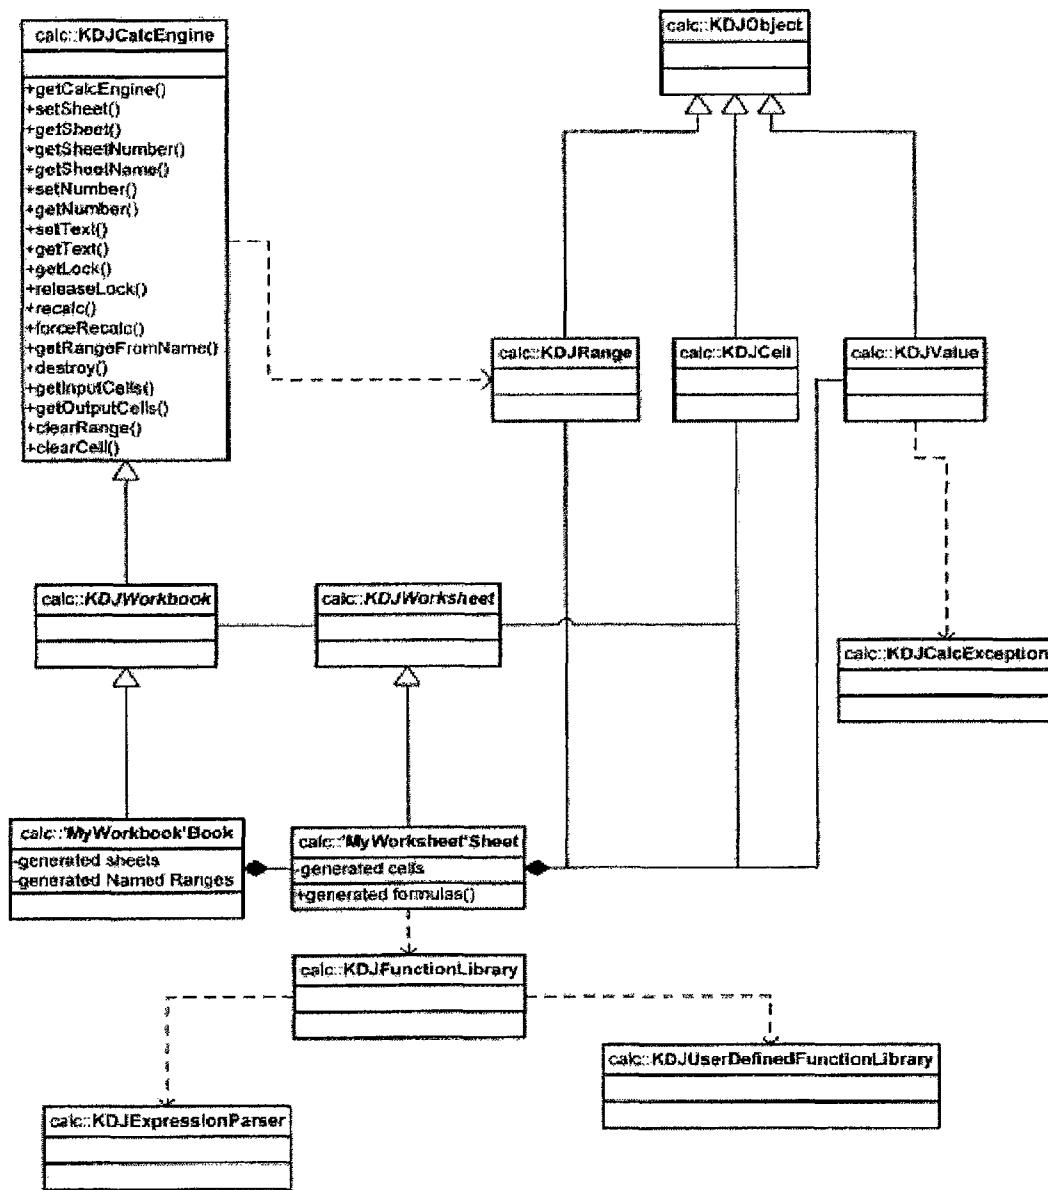 calc::KDJCalcEngine
+getCalcEngine()
+setSheet()
+getSheet()
+getSheetNumber()
+getSheetName()
+setNumber()
+getNumber()
+setText()
+getText()
+getLock()
+releaseLock()
+recalc()
+forceRecalc()
+getRangeFromName()
+destroy()
+getInputCells()
+getOutputCells()
+clearRange()
+clearCell()
calc::KDJObject
calc::KDJRange
calc::KDJCell
calc::KDJValue
calc::KDJWorkbook
calc::KDJWorksheet
calc::KDJCalcException
calc::'MyWorkbook'Book
-generated sheets
-generated Named Ranges
calc::'MyWorksheet'Sheet
-generated cells
+generated formulas()
calc::KDJFunctionLibrary
calc::KDJUserDefinedFunctionLibrary
calc::KDJExpressionParser